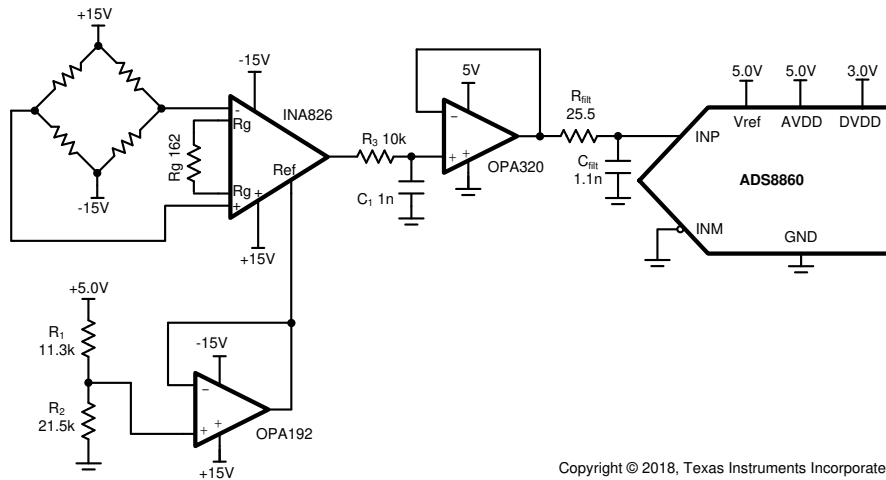 +15V
-15V
-15V
INA826
-
Rg
Rg 162
Ref
Rg
+
+
+15V
R3 10k
C1 1n
5V
-
+
+
OPA320
Rfilt
25.5
Cfilt
1.1n
5.0V
5.0V
3.0V
Vref
AVDD
DVDD
INP
ADS8860
INM
GND
+5.0V
R1
11.3k
R2
21.5k
-15V
-
+
+
OPA192
+15V
Copyright © 2018, Texas Instruments Incorporate